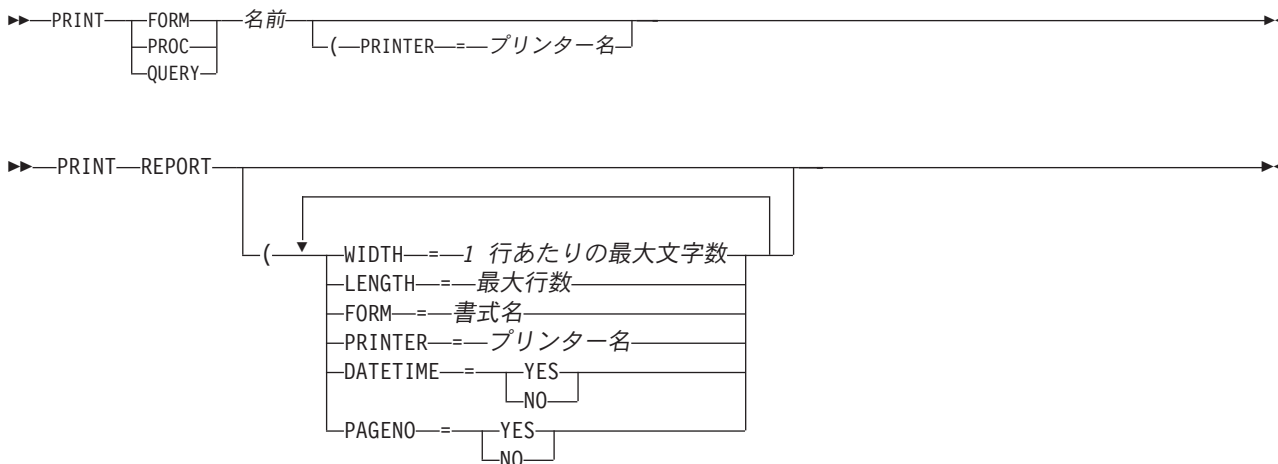 PRINT FORM 名前
PROC ( PRINTER = プリンター名
QUERY
PRINT REPORT
( WIDTH = 1 行あたりの最大文字数
LENGTH = 最大行数
FORM = 書式名
PRINTER = プリンター名
DATETIME = YES
NO
PAGENO = YES
NO